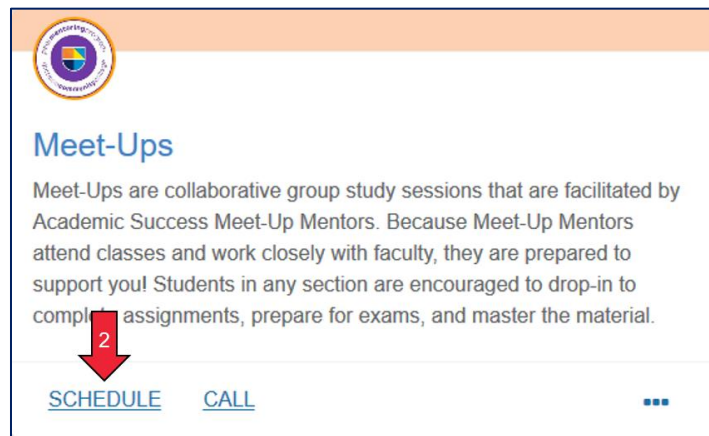 Meet-Ups
Meet-Ups are collaborative group study sessions that are facilitated by
Academic Success Meet-Up Mentors. Because Meet-Up Mentors
attend classes and work closely with faculty, they are prepared to
support you! Students in any section are encouraged to drop-in to
assignments, prepare for exams, and master the material.
2
SCHEDULE CALL